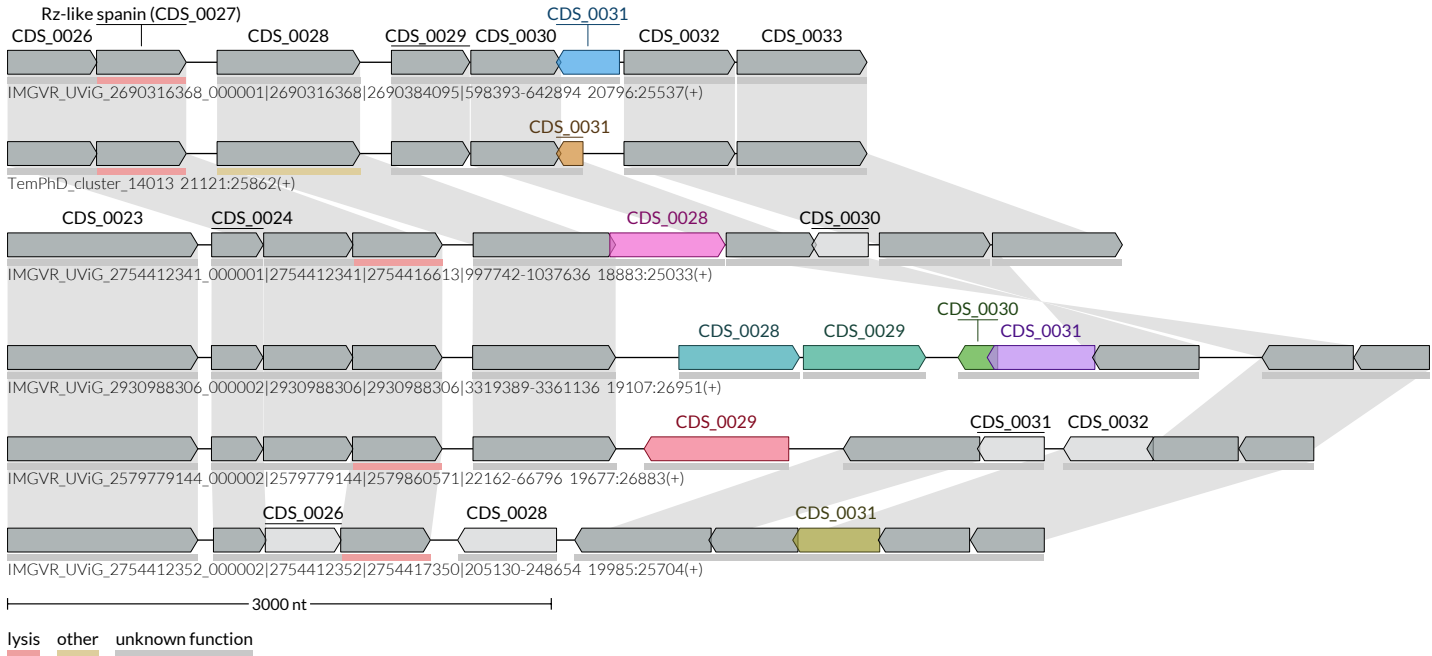 Rz-like spanin (CDS_0027) CDS_0031
CDS_0026 CDS_0028 CDS_0029 CDS_0030 CDS_0032 CDS_0033
IMGVR_UViG_2690316368_000001|2690316368|2690384095|598393-642894 20796:25537(+)
CDS_0031
TemPhD_cluster_14013 21121:25862(+)
CDS_0023 CDS_0024 CDS_0028 CDS_0030
IMGVR_UViG_2754412341_000001|2754412341|2754416613|997742-1037636 18883:25033(+)
CDS_0030
CDS_0028 CDS_0029 CDS_0031
IMGVR_UViG_2930988306_000002|2930988306|2930988306|3319389-3361136 19107:26951(+)
CDS_0029 CDS_0031 CDS_0032
IMGVR_UViG_2579779144_000002|2579779144|2579860571|22162-66796 19677:26883(+)
CDS_0026 CDS_0028 CDS_0031
IMGVR_UViG_2754412352_000002|2754412352|2754417350|205130-248654 19985:25704(+)
3000 nt
lysis other unknown function